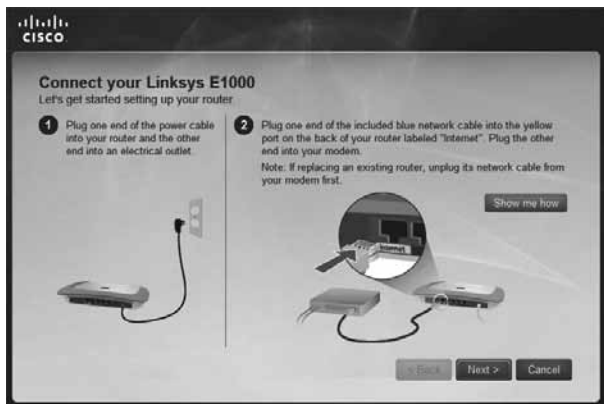 CISCO
Connect your Linksys E1000
Let's get started setting up your router
1
Plug one end of the power cable
into your router and the other
end into an electrical outlet.
2
Plug one end of the included blue network cable into the yellow
port on the back of your router labeled "Internet". Plug the other
end into your modem.
Note: If replacing an existing router, unplug its network cable from
your modem first.
Show me how
Internet
< Back
Next >
Cancel